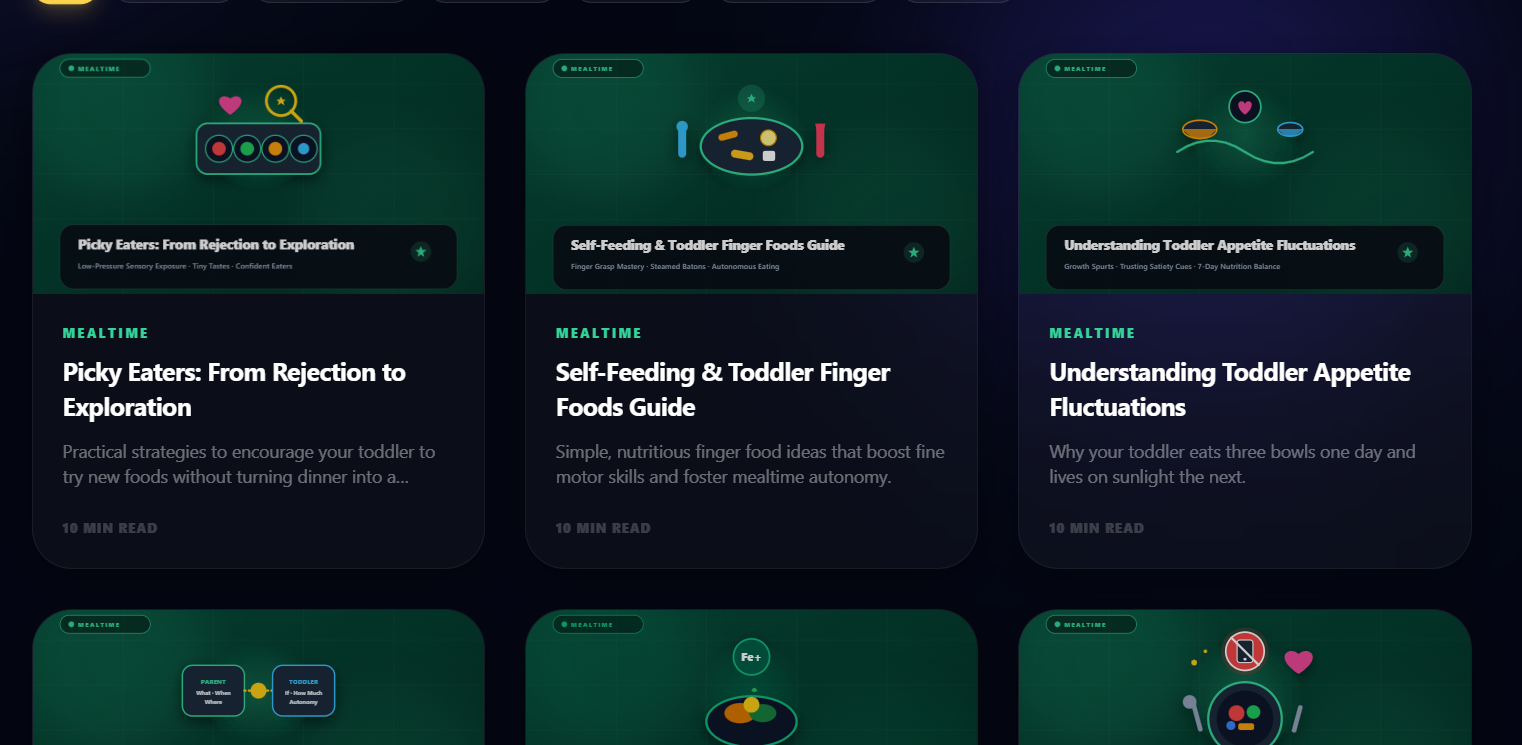 MEALTIME
Picky Eaters: From Rejection to Exploration
Low-Pressure Sensory Exposure · Tiny Tastes · Confident Eaters
MEALTIME
Picky Eaters: From Rejection to
Exploration
Practical strategies to encourage your toddler to
try new foods without turning dinner into a...
10 MIN READ
MEALTIME
Self-Feeding & Toddler Finger Foods Guide
Finger Grasp Mastery · Steamed Batons · Autonomous Eating
MEALTIME
Self-Feeding & Toddler Finger
Foods Guide
Simple, nutritious finger food ideas that boost fine
motor skills and foster mealtime autonomy.
10 MIN READ
MEALTIME
Understanding Toddler Appetite Fluctuations
Growth Spurts · Trusting Satiety Cues · 7-Day Nutrition Balance
MEALTIME
Understanding Toddler Appetite
Fluctuations
Why your toddler eats three bowls one day and
lives on sunlight the next.
10 MIN READ
MEALTIME
PARENT
What · When
Where
TODDLER
If · How Much
Autonomy
MEALTIME
Fe+
MEALTIME